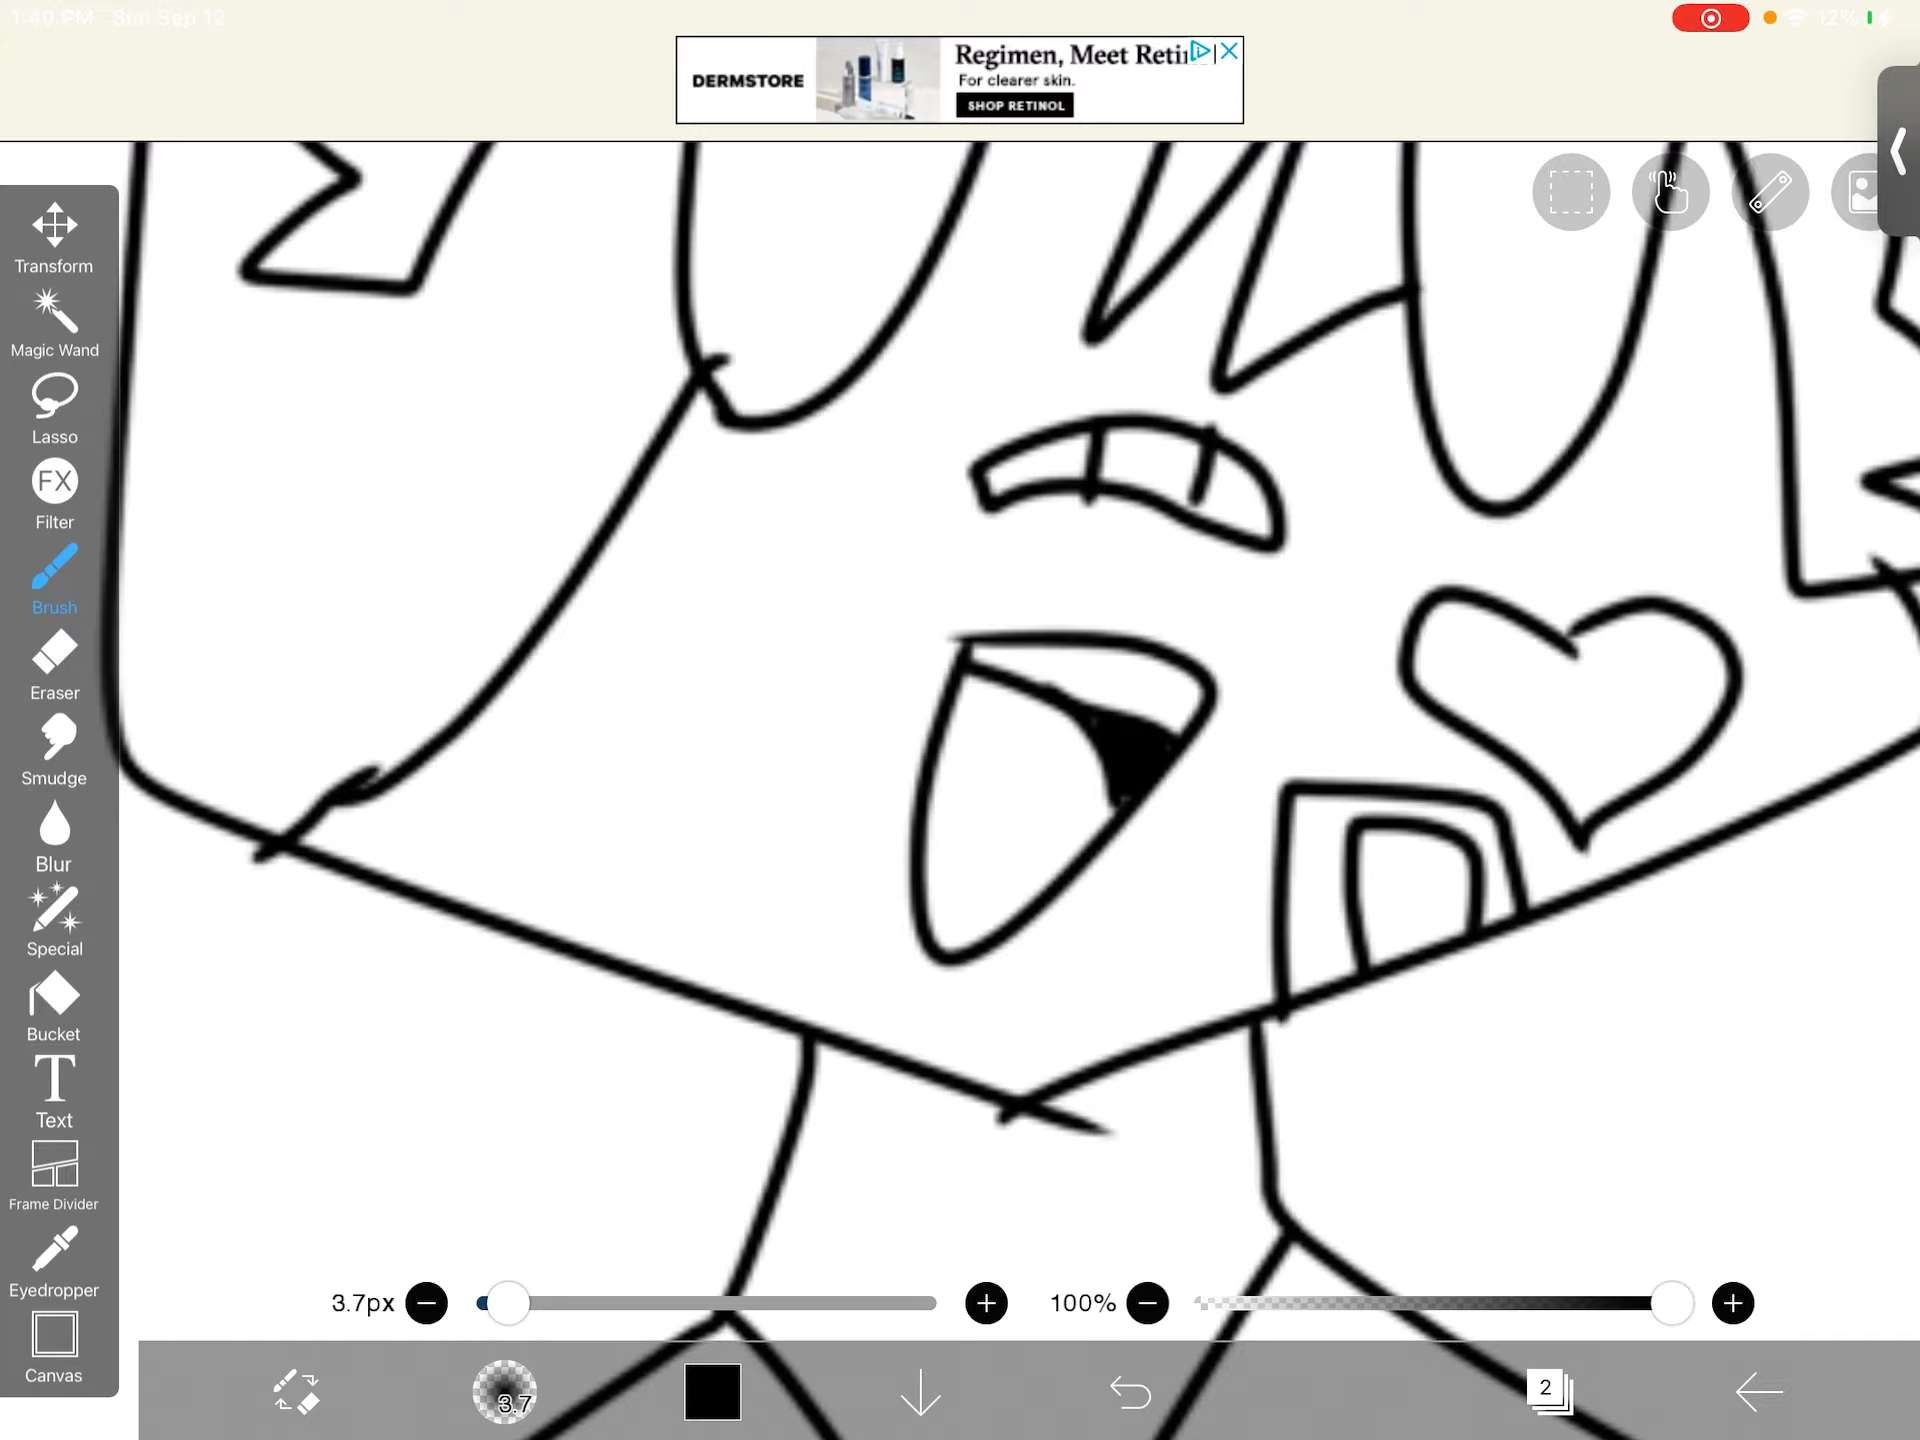 1:40 PM Sun Sep 12
12%
DERMSTORE
Regimen, Meet Reti
For clearer skin.
SHOP RETINOL
Transform
Magic Wand
Lasso
FX
Filter
Brush
Eraser
Smudge
Blur
Special
Bucket
T
Text
Frame Divider
Eyedropper
Canvas
3.7px
100%
3.7
2